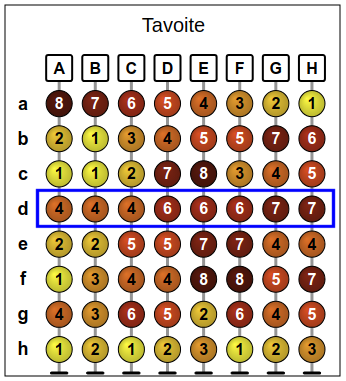 Tavoite
A B C D E F G H
a 8 7 6 5 4 3 2 1
b 2 1 3 4 5 5 7 6
c 1 1 2 7 8 3 4 5
d 4 4 4 6 6 6 7 7
e 2 2 5 5 7 7 4 4
f 1 3 4 4 8 8 5 7
g 4 3 6 5 2 6 4 5
h 1 2 1 2 3 1 2 3